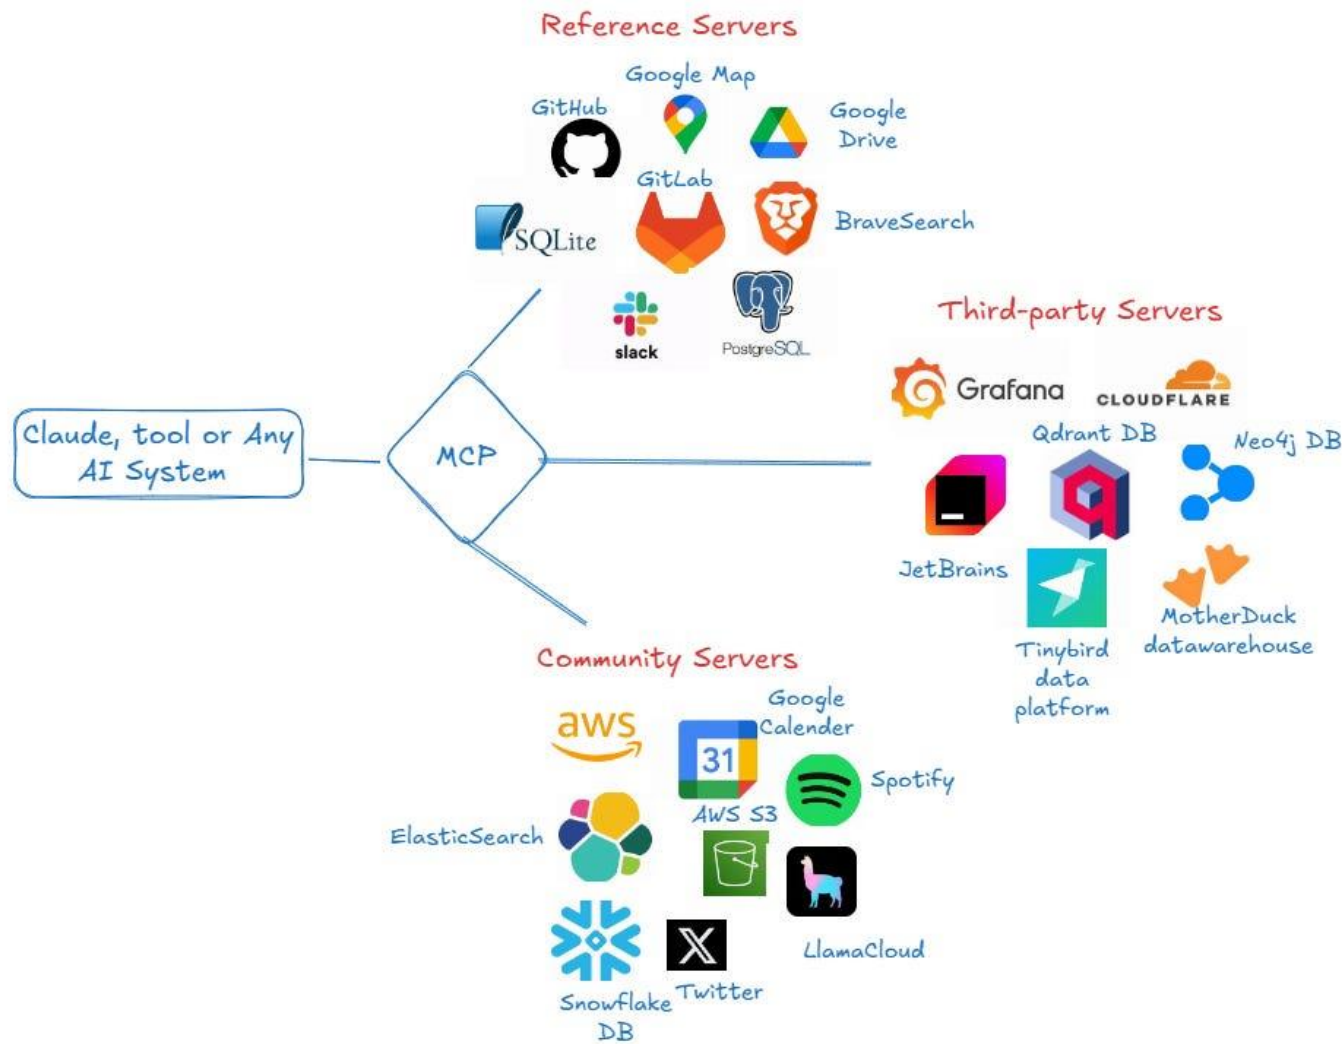 Reference Servers
Google Map
GitHub
Google
Drive
GitLab
SQLite
BraveSearch
slack
PostgreSQL
Third-party Servers
Grafana
CLOUDFLARE
Qdrant DB
Neo4j DB
JetBrains
MotherDuck
datawarehouse
Tinybird
data
platform
Claude, tool or Any
AI System
MCP
Community Servers
aws
Google
Calender
31
Spotify
AWS S3
ElasticSearch
LlamaCloud
Twitter
Snowflake
DB